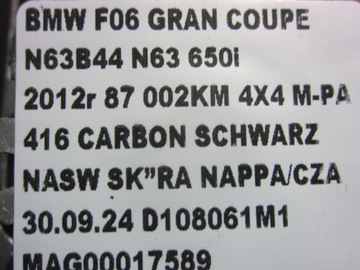 BMW F06 GRAN COUPE
N63B44 N63 650i
2012r 87 002KM 4X4 M-PA
416 CARBON SCHWARZ
NASW SK"RA NAPPA/CZA
30.09.24 D108061M1
MAG00017589